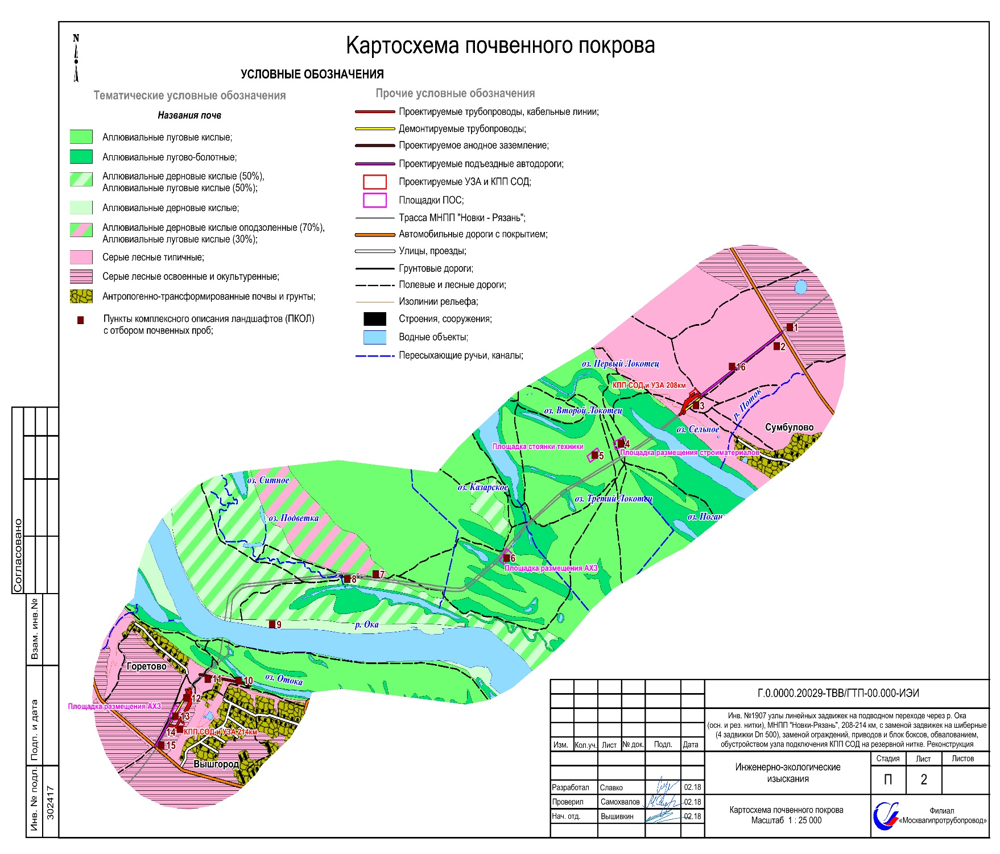 N
Картосхема почвенного покрова
УСЛОВНЫЕ ОБОЗНАЧЕНИЯ
Тематические условные обозначения
Названия почв
Аллювиальные луговые кислые;
Аллювиальные лугово-болотные;
Аллювиальные дерновые кислые (50%),
Аллювиальные луговые кислые (50%);
Аллювиальные дерновые кислые;
Аллювиальные дерновые кислые оподзоленные (70%),
Аллювиальные луговые кислые (30%);
Серые лесные типичные;
Серые лесные освоенные и окультуренные;
Антропогенно-трансформированные почвы и грунты;
Пункты комплексного описания ландшафтов (ПКОЛ)
с отбором почвенных проб;
Прочие условные обозначения
Проектируемые трубопроводы, кабельные линии;
Демонтируемые трубопроводы;
Проектируемое анодное заземление;
Проектируемые подъездные автодороги;
Проектируемые УЗА и КПП СОД;
Площадки ПОС;
Трасса МНПП "Новки - Рязань";
Автомобильные дороги с покрытием;
Улицы, проезды;
Грунтовые дороги;
Полевые и лесные дороги;
Изолинии рельефа;
Строения, сооружения;
Водные объекты;
Пересыхающие ручьи, каналы;
1
2
16
оз. Первый Локотец
КПП СОД и УЗА 208км
3
р. Поток
оз. Второй Локотец
оз. Сельное
Сумбулово
4
Площадка стоянки техники
5
Площадка размещения стройматериалов
оз. Ситное
оз. Казарское
оз. Третий Локотец
оз. Подветка
оз. Поган
6
Площадка размещения АХЗ
7
8
9
р. Ока
Горетово
11
10
оз. Отока
12
Площадка размещения АХЗ
13
14
КПП СОД и УЗА 214км
15
Вышгород
Согласовано
Взам. инв.№
Подп. и дата
Инв. № подл.
302417
Г.0.0000.20029-ТВВ/ГТП-00.000-ИЭИ
Инв. №1907 узлы линейных задвижек на подводном переходе через р. Ока
(осн. и рез. нитки), МНПП "Новки-Рязань", 208-214 км, с заменой задвижек на шиберные
(4 задвижки Dn 500), заменой ограждений, приводов и блок боксов, обвалованием,
обустройством узла подключения КПП СОД на резервной нитке. Реконструкция
Изм. Кол.уч. Лист № док. Подп. Дата
Инженерно-экологические
изыскания
Стадия Лист Листов
П 2
Разработал Славко 02.18
Проверил Самохвалов 02.18
Нач. отд. Вышивкин 02.18
Картосхема почвенного покрова
Масштаб 1 : 25 000
Филиал
«Москвагипротрубопровод»